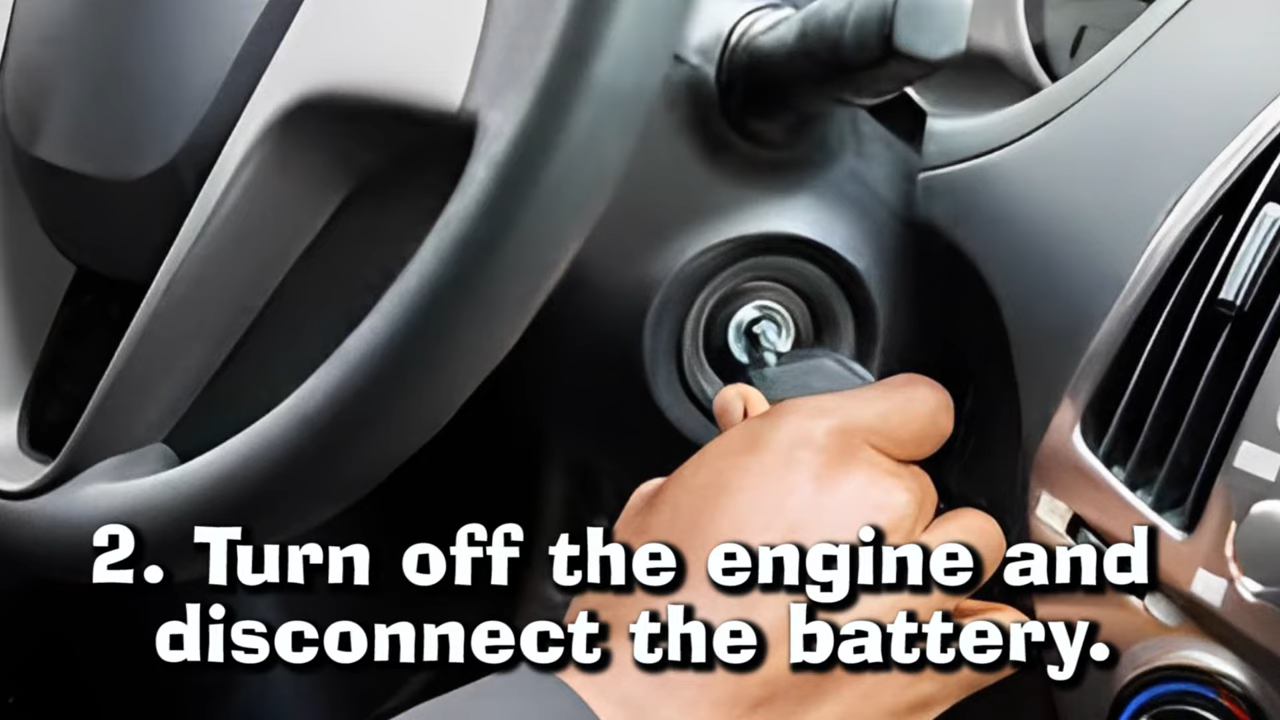 2. Turn off the engine and
disconnect the battery.